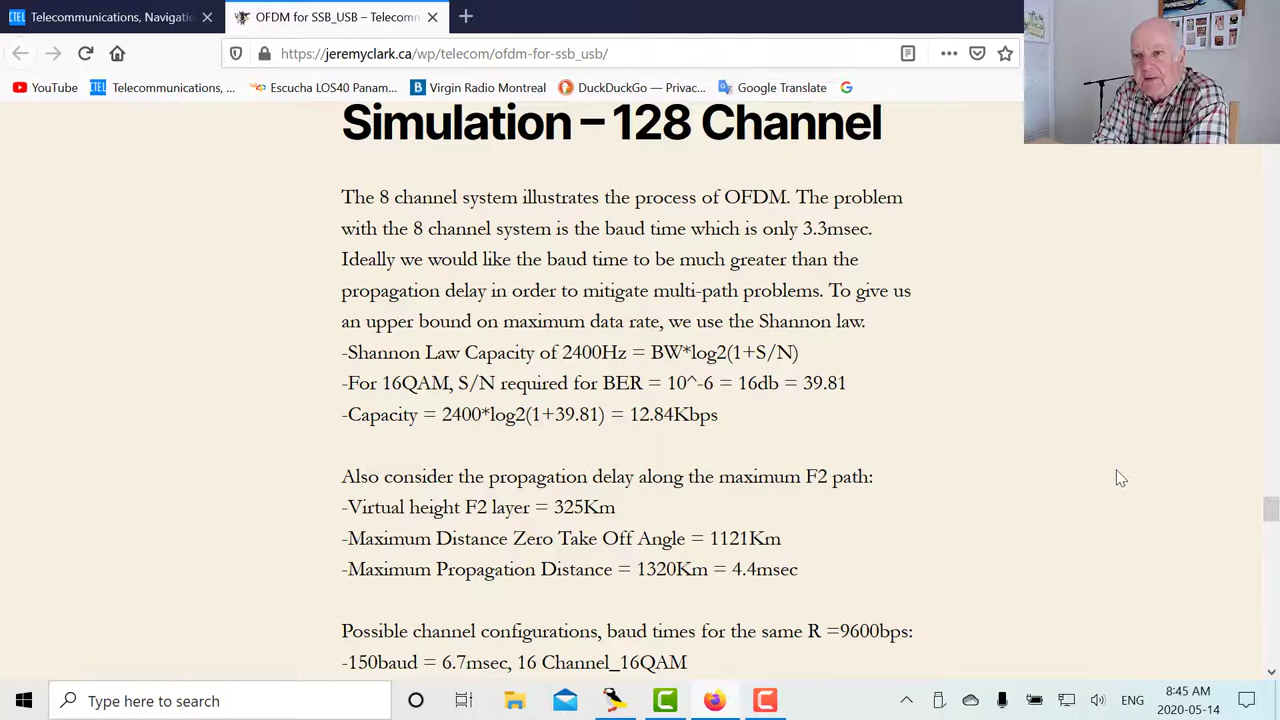 Telecommunications, Navigatio
OFDM for SSB_USB – Telecomm
https://jeremyclark.ca/wp/telecom/ofdm-for-ssb_usb/
YouTube
Telecommunications, ...
Escucha LOS40 Panam...
Virgin Radio Montreal
DuckDuckGo — Privac...
Google Translate
Simulation – 128 Channel
The 8 channel system illustrates the process of OFDM. The problem
with the 8 channel system is the baud time which is only 3.3msec.
Ideally we would like the baud time to be much greater than the
propagation delay in order to mitigate multi-path problems. To give us
an upper bound on maximum data rate, we use the Shannon law.
-Shannon Law Capacity of 2400Hz = BW*log2(1+S/N)
-For 16QAM, S/N required for BER = 10^-6 = 16db = 39.81
-Capacity = 2400*log2(1+39.81) = 12.84Kbps
Also consider the propagation delay along the maximum F2 path:
-Virtual height F2 layer = 325Km
-Maximum Distance Zero Take Off Angle = 1121Km
-Maximum Propagation Distance = 1320Km = 4.4msec
Possible channel configurations, baud times for the same R =9600bps:
-150baud = 6.7msec, 16 Channel_16QAM
Type here to search
ENG
8:45 AM
2020-05-14